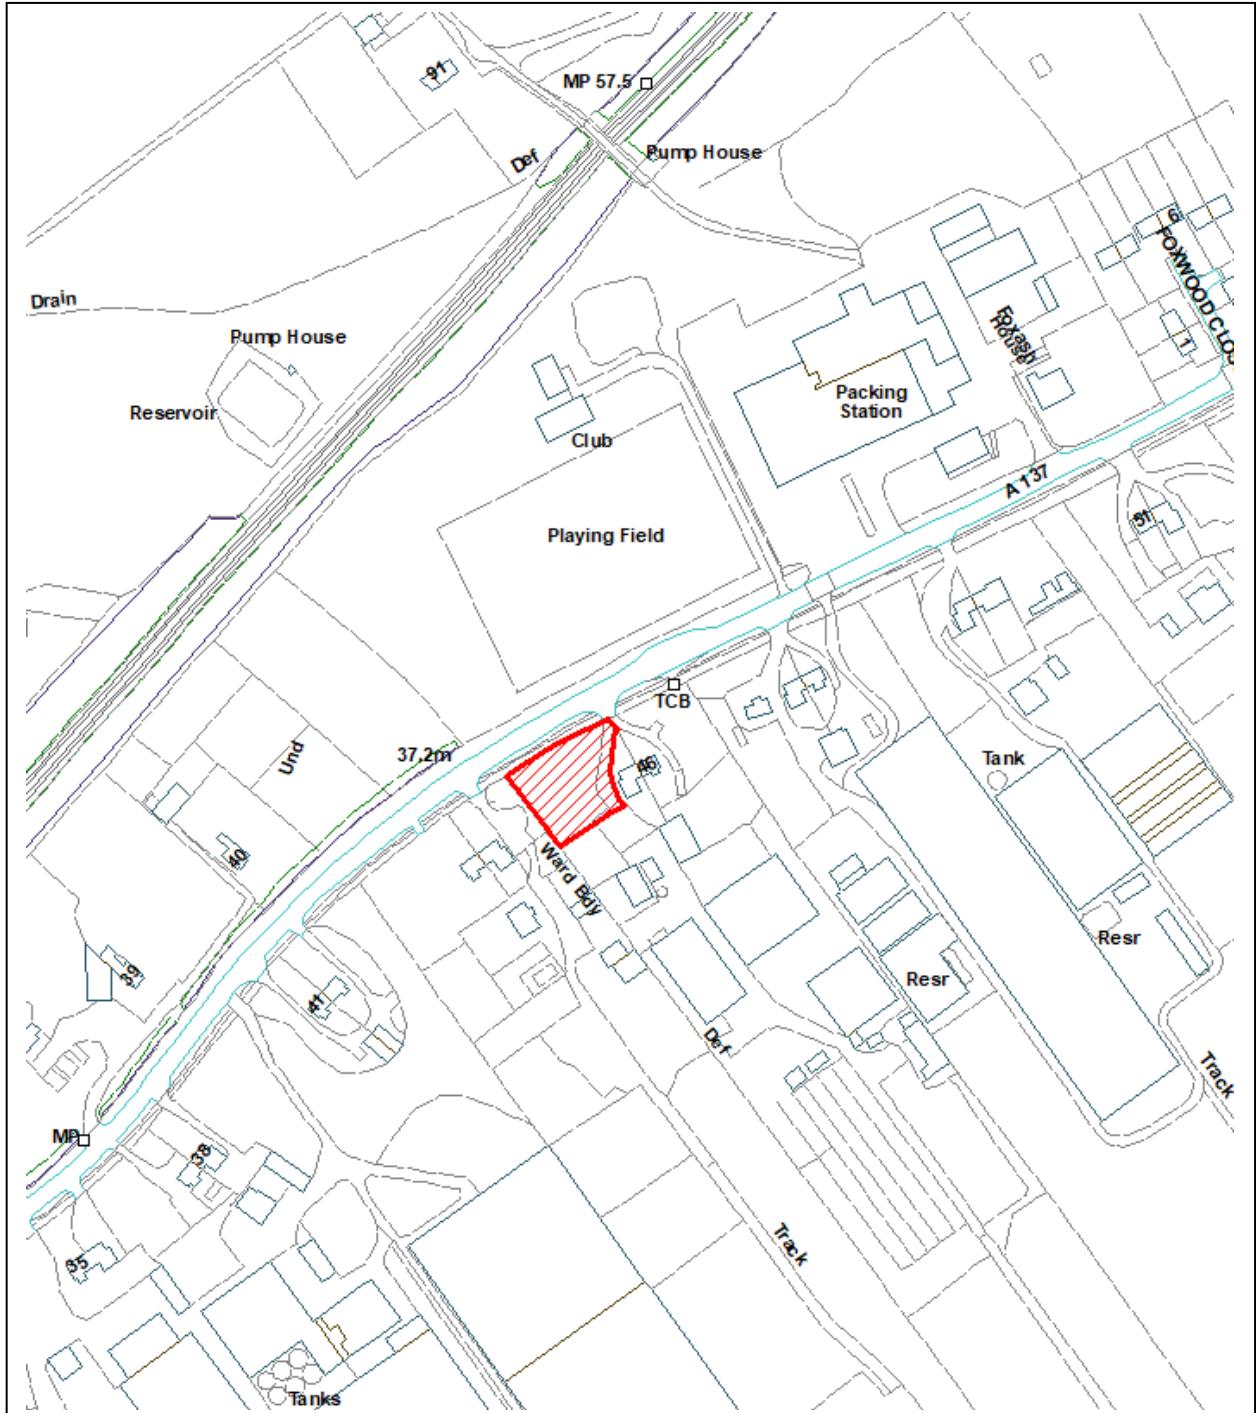 91
MP 57.5
Def
Pump House
6
FOXWOOD CLO
Drain
Pump House
Foxash
House
1
Reservoir
Packing
Station
Club
A 137
51
Playing Field
TCB
37.2m
Und
46
Tank
40
Ward Bdy
39
Resr
Resr
41
Def
Track
MP
38
Track
35
Tanks